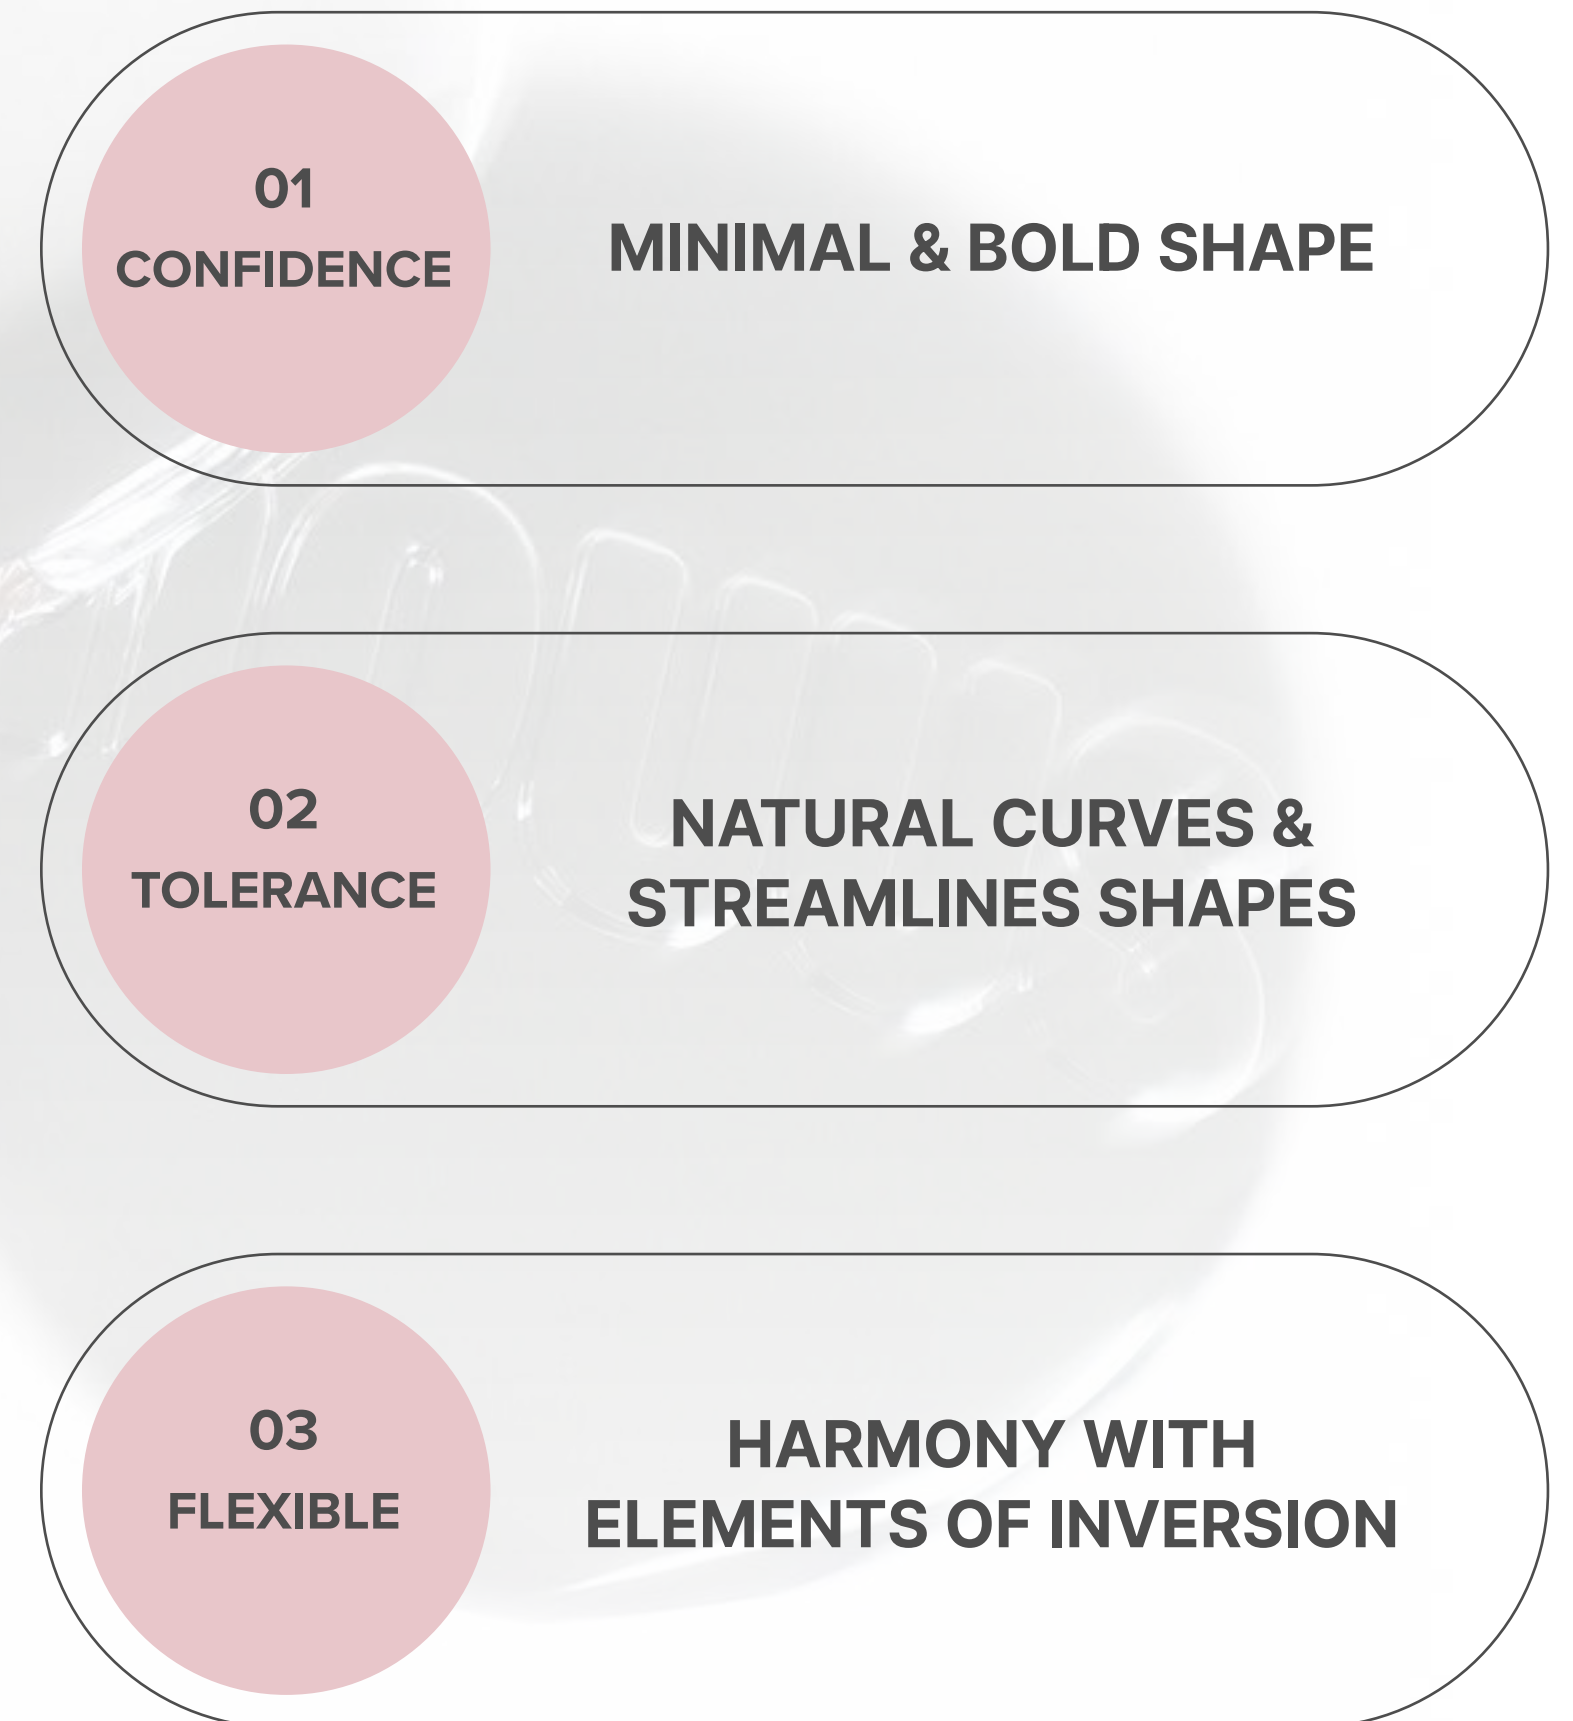 01
CONFIDENCE
MINIMAL & BOLD SHAPE
02
TOLERANCE
NATURAL CURVES &
STREAMLINES SHAPES
03
FLEXIBLE
HARMONY WITH
ELEMENTS OF INVERSION